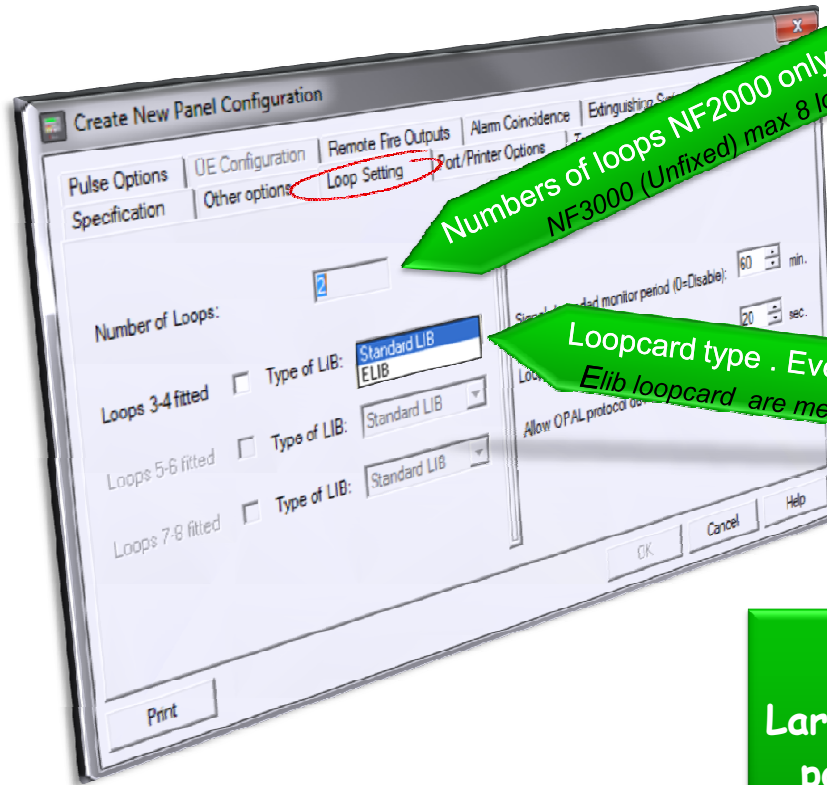 X
Create New Panel Configuration
Pulse Options
UE Configuration
Remote Fire Outputs
Alarm Coincidence
Extinguishing
Specification
Other options
Loop Setting
Port/Printer Options
Numbers of loops NF2000 only
NF3000 (Unfixed) max 8 lo
Number of Loops:
2
Loops 3-4 fitted
Type of LIB:
Standard LIB
ELIB
Loops 5-6 fitted
Type of LIB:
Standard LIB
Loops 7-8 fitted
Type of LIB:
Standard LIB
monitor period (0=Disable):
60
min.
20
sec.
Loopcard type . Eve
Elib loopcard are me
Allow OPAL protocol
OK
Cancel
Help
Print
Lar